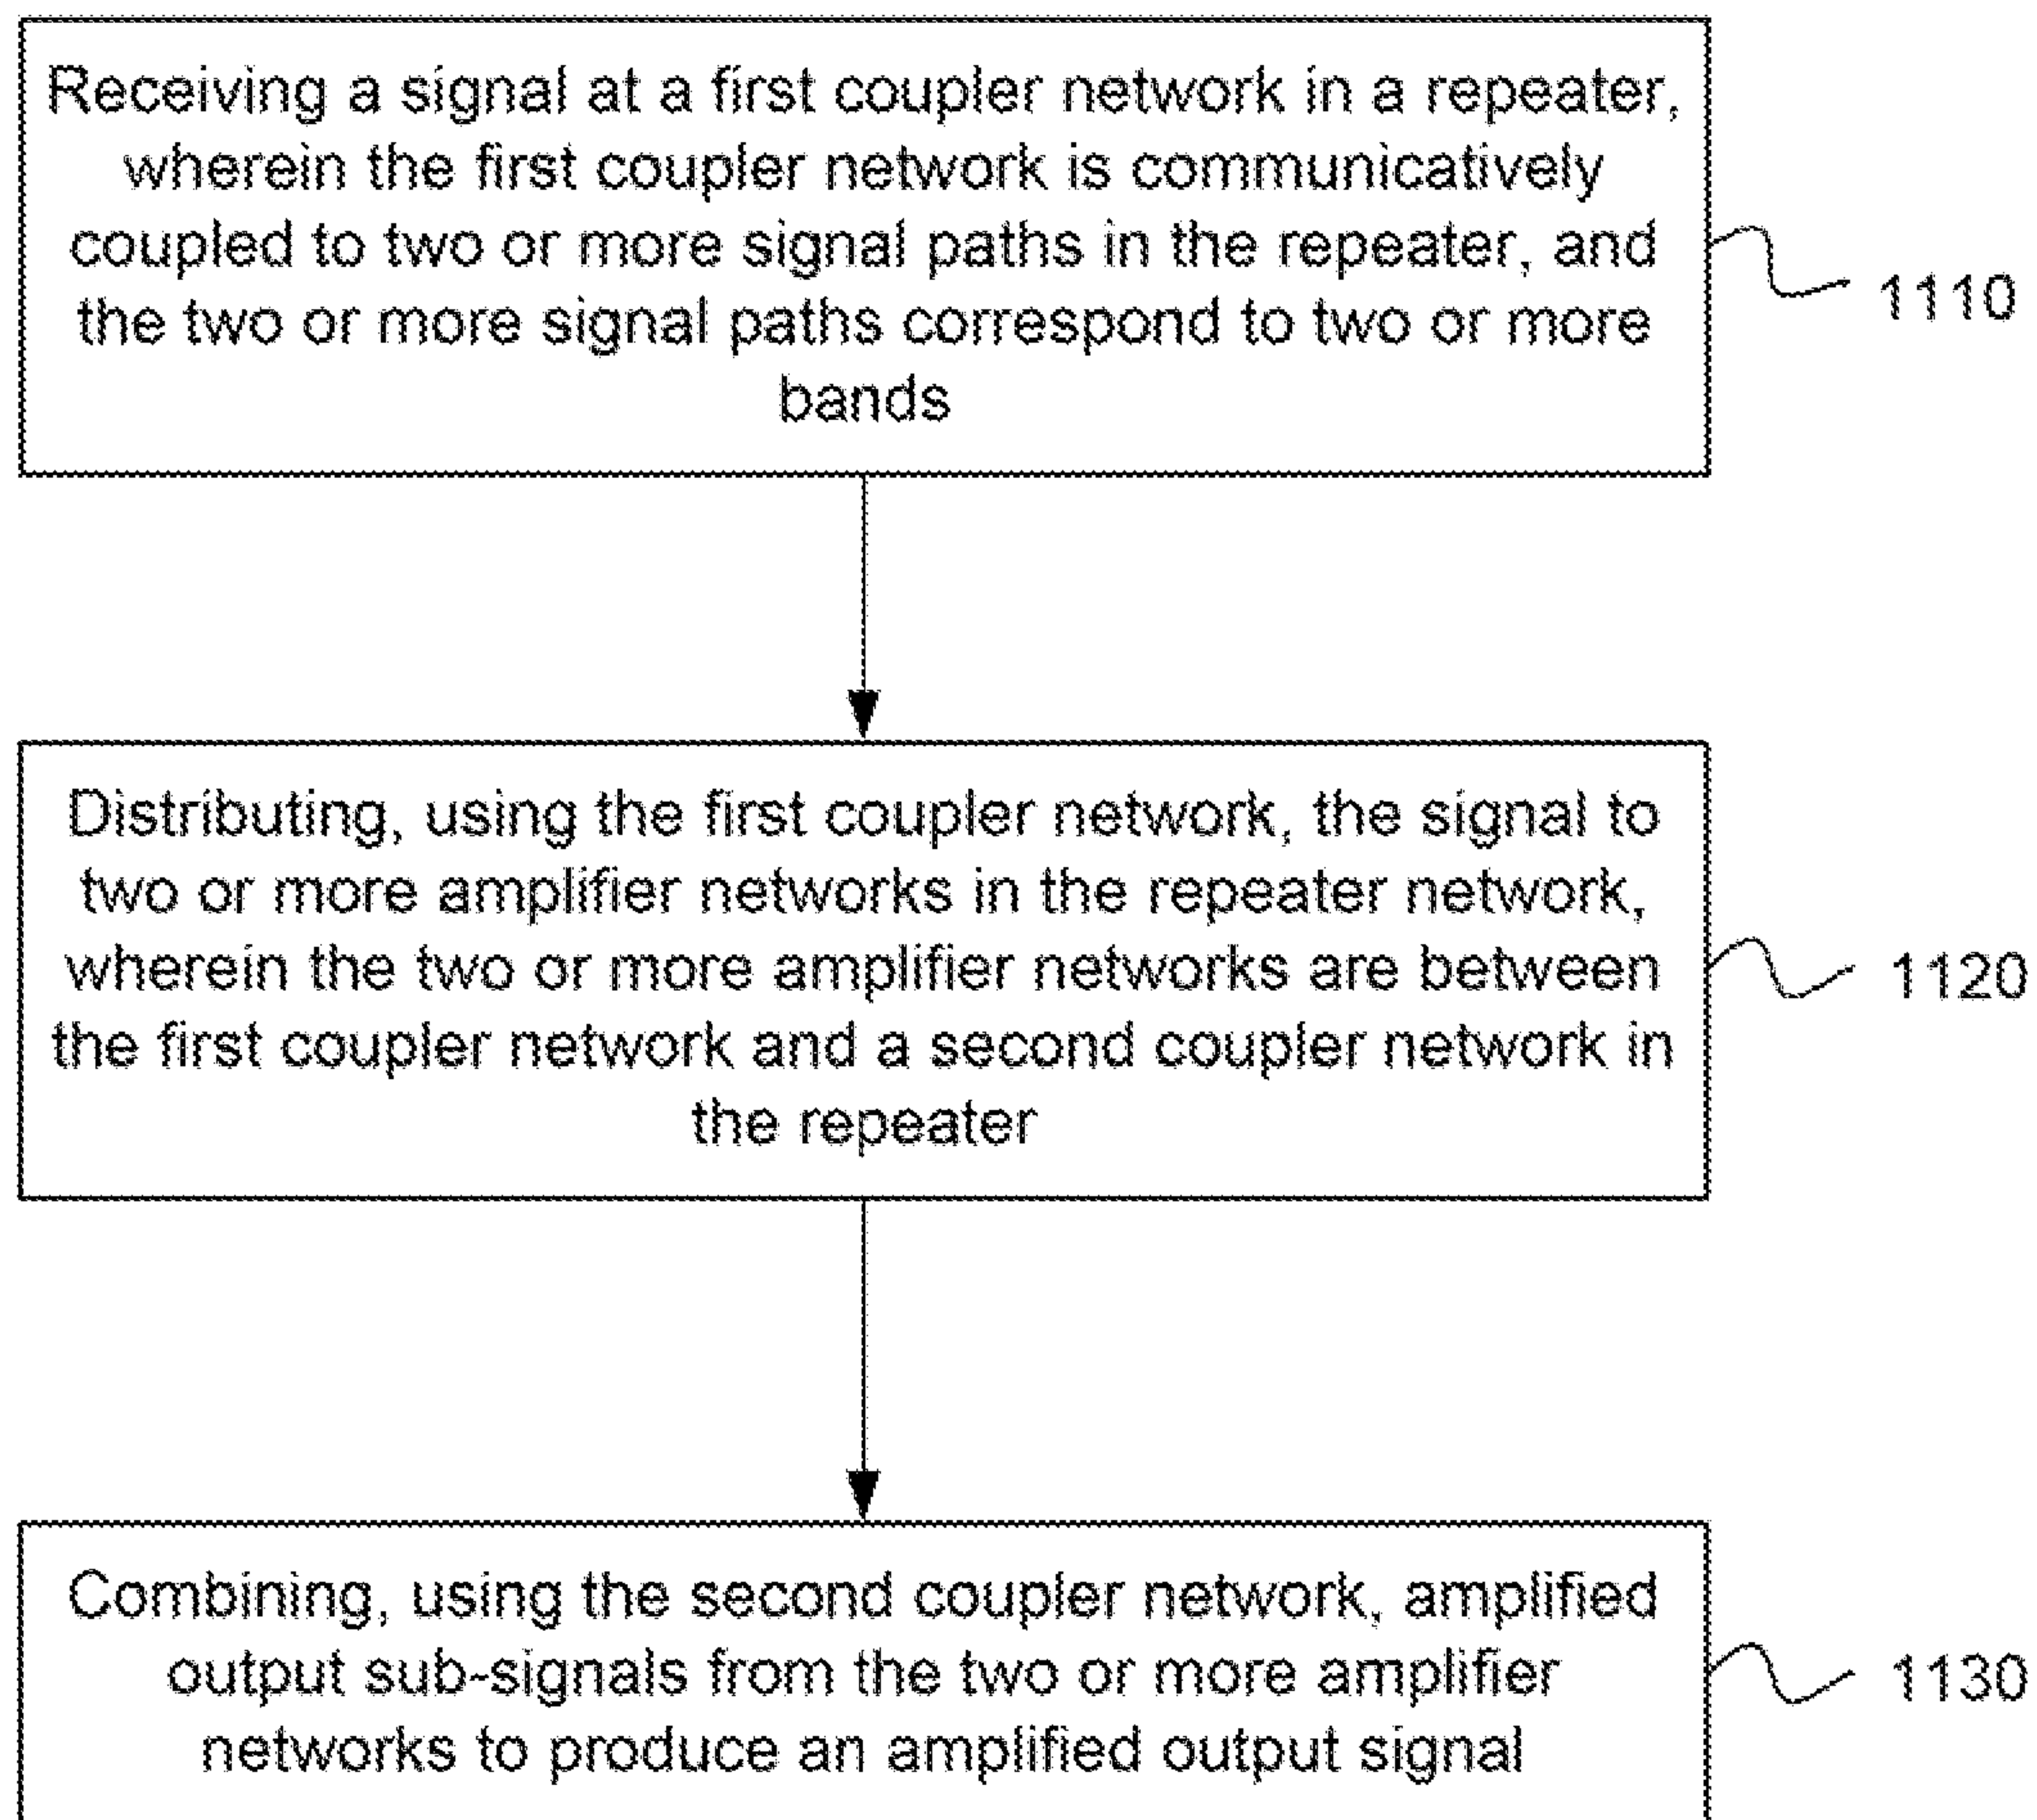 Receiving a signal at a first coupler network in a repeater,
wherein the first coupler network is communicatively
coupled to two or more signal paths in the repeater, and
the two or more signal paths correspond to two or more
bands
1110
Distributing, using the first coupler network, the signal to
two or more amplifier networks in the repeater network,
wherein the two or more amplifier networks are between
the first coupler network and a second coupler network in
the repeater
1120
Combining, using the second coupler network, amplified
output sub-signals from the two or more amplifier
networks to produce an amplified output signal
1130